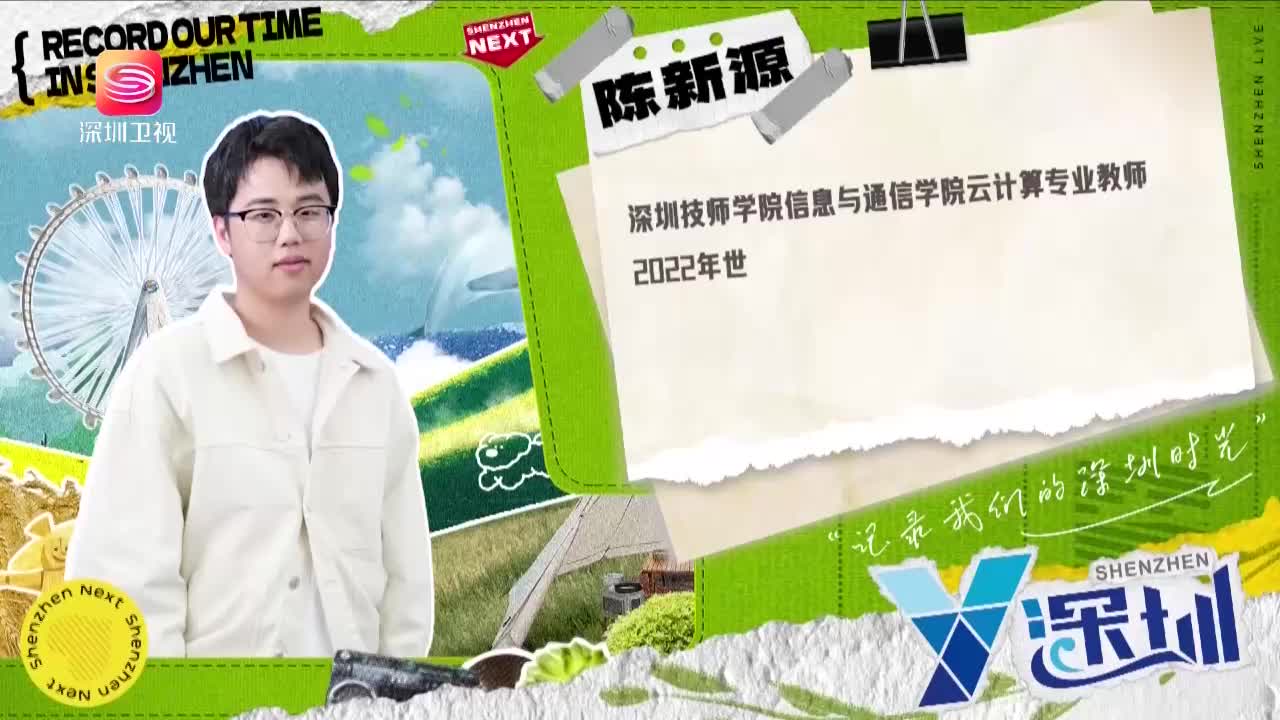 { RECORD OUR TIME
IN SHENZHEN
深圳卫视
SHENZHEN
NEXT
陈新源
深圳技师学院信息与通信学院云计算专业教师
2022年世
SHENZHEN LIVE
“记录我们的深圳时光”
SHENZHEN
Y深圳
Shenzhen Next Shenzhen Next